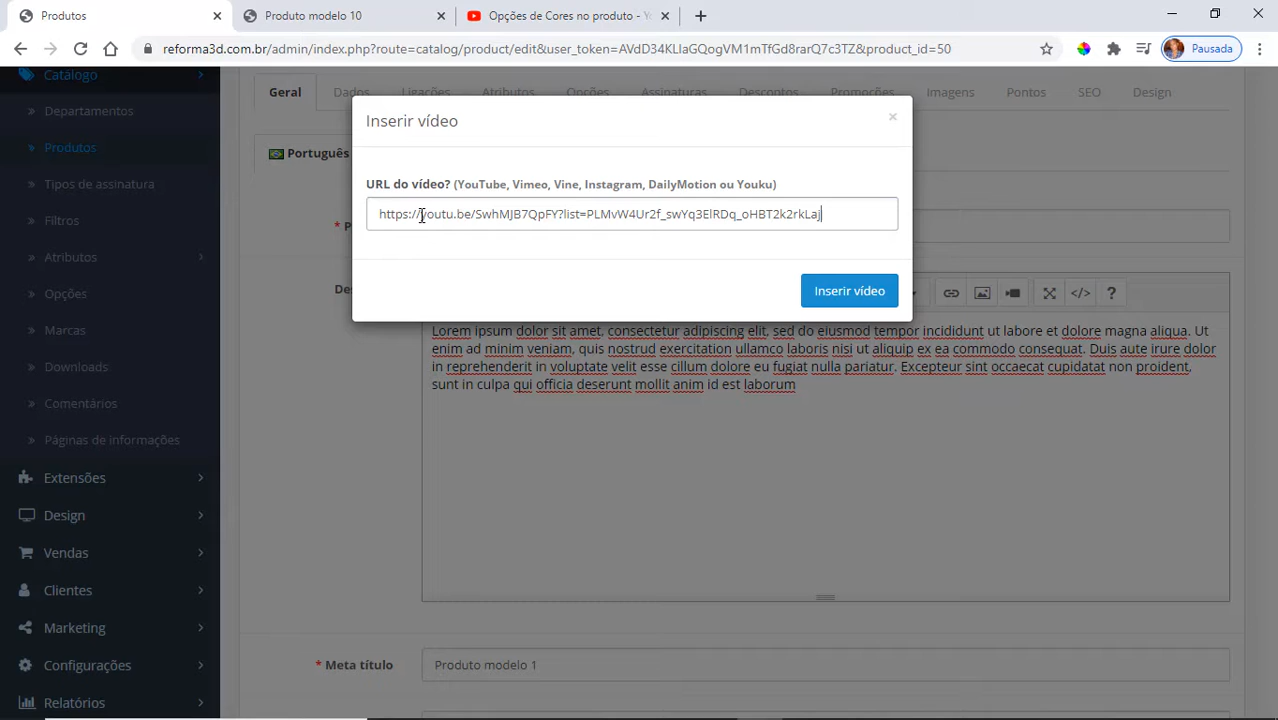 Produtos
Produto modelo 10
Opções de Cores no produto - Yo
reforma3d.com.br/admin/index.php?route=catalog/product/edit&user_token=AVdD34KLlaGQogVM1mTfGd8rarQ7c3TZ&product_id=50
Pausada
Catálogo
Departamentos
Produtos
Tipos de assinatura
Filtros
Atributos
Opções
Marcas
Downloads
Comentários
Páginas de informações
Extensões
Design
Vendas
Clientes
Marketing
Configurações
Relatórios
Geral Dados Ligações Atributos Opções Assinaturas Descontos Promoções Imagens Pontos SEO Design
Português
Inserir vídeo
×
URL do vídeo? (YouTube, Vimeo, Vine, Instagram, DailyMotion ou Youku)
https://youtu.be/SwhMJB7QpFY?list=PLMvW4Ur2f_swYq3ElRDq_oHBT2k2rkLaj
Inserir vídeo
* P
Des
Lorem ipsum dolor sit amet, consectetur adipiscing elit, sed do eiusmod tempor incididunt ut labore et dolore magna aliqua. Ut
enim ad minim veniam, quis nostrud exercitation ullamco laboris nisi ut aliquip ex ea commodo consequat. Duis aute irure dolor
in reprehenderit in voluptate velit esse cillum dolore eu fugiat nulla pariatur. Excepteur sint occaecat cupidatat non proident,
sunt in culpa qui officia deserunt mollit anim id est laborum
* Meta título
Produto modelo 1